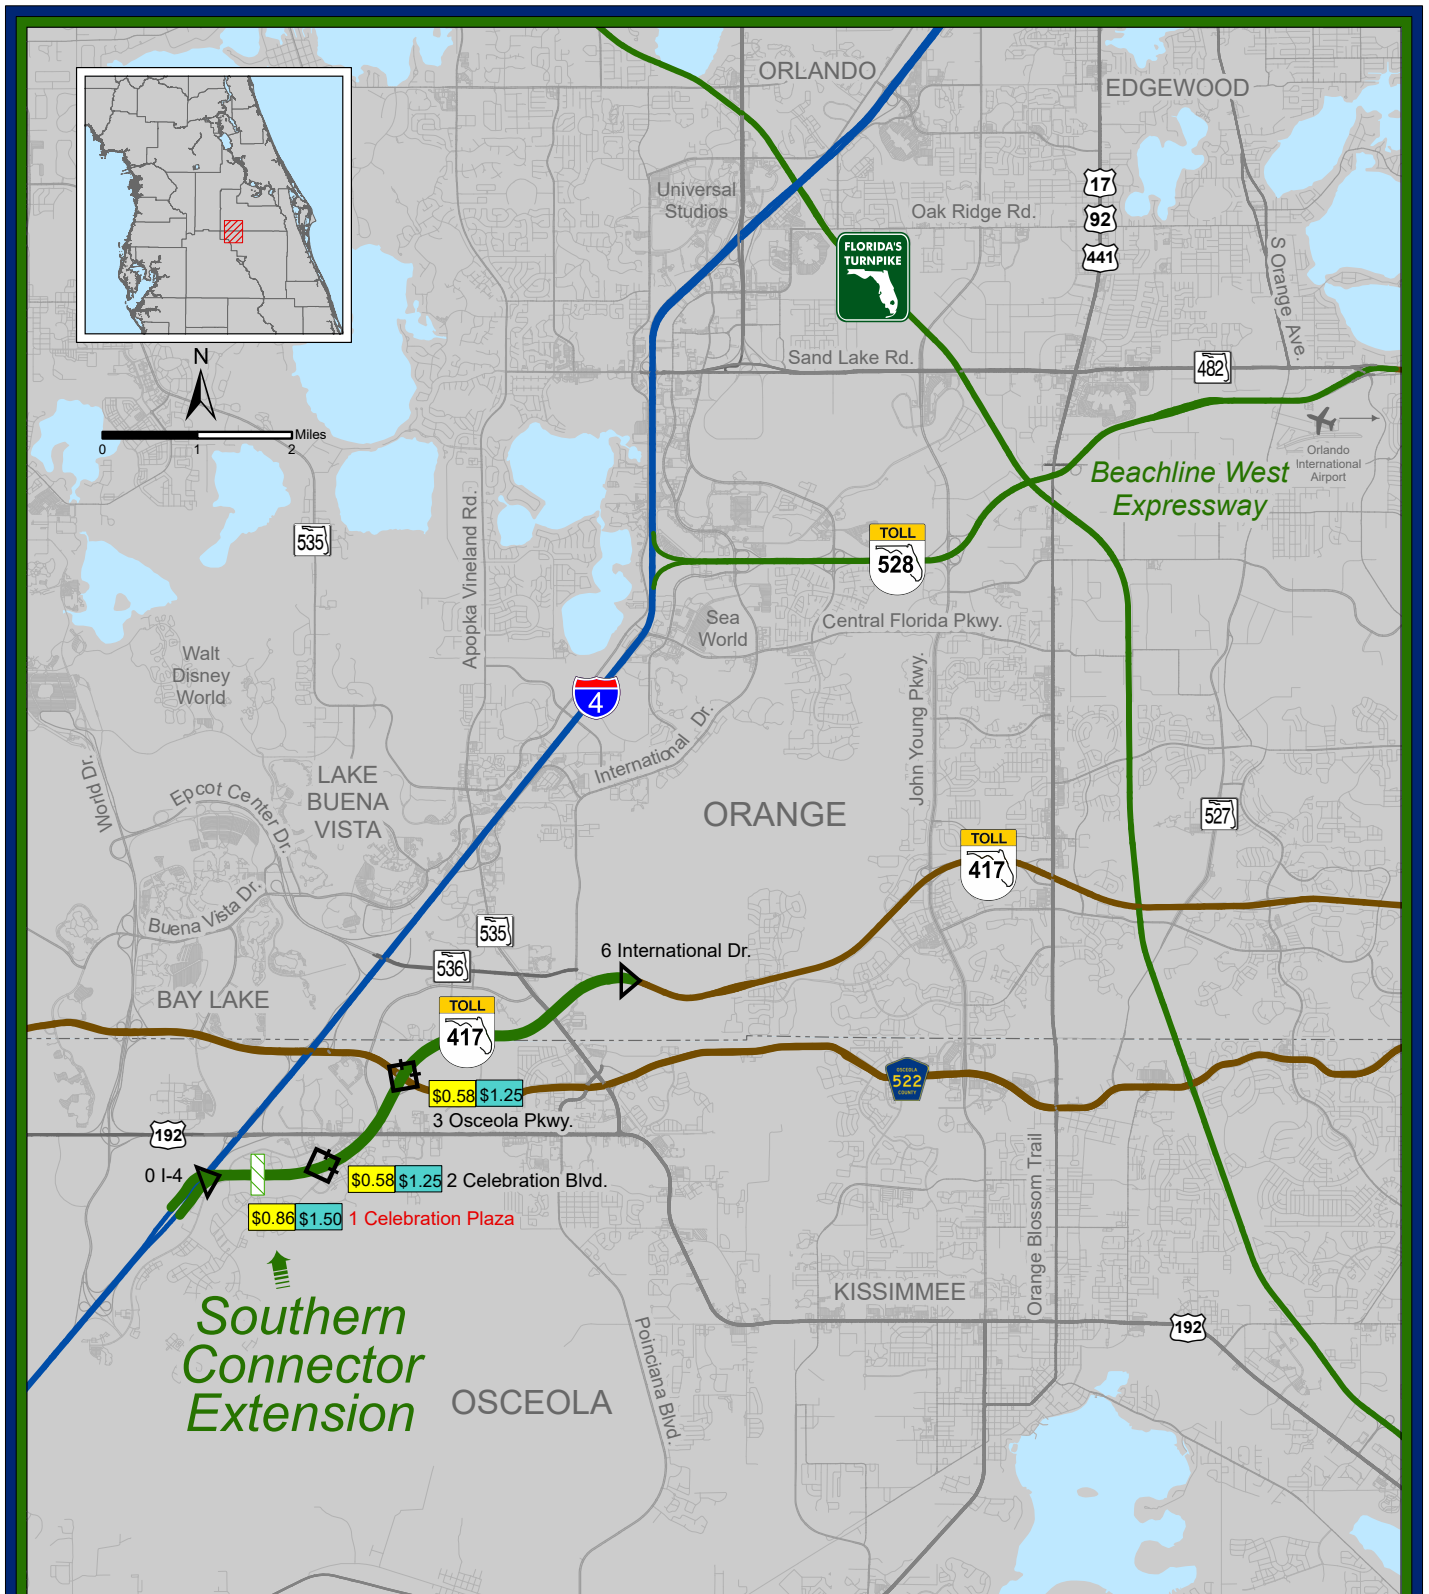 ORLANDO
EDGEWOOD
17
92
441
Universal
Studios
Oak Ridge Rd.
FLORIDA'S
TURNPIKE
S Orange Ave.
N
Sand Lake Rd.
482
Miles
0 1 2
Orlando
International
Airport
Beachline West
Expressway
535
Apopka Vineland Rd.
TOLL
528
Sea
World
Central Florida Pkwy.
Walt
Disney
World
4
International Dr.
John Young Pkwy.
World Dr.
Epcot Center Dr.
LAKE
BUENA
VISTA
ORANGE
527
TOLL
417
Buena Vista Dr.
535
536
6 International Dr.
BAY LAKE
TOLL
417
OSCEOLA
522
COUNTY
$0.58 $1.25
3 Osceola Pkwy.
192
0 I-4
$0.58 $1.25 2 Celebration Blvd.
$0.86 $1.50 1 Celebration Plaza
Orange Blossom Trail
Southern
Connector
Extension
KISSIMMEE
192
Poinciana Blvd.
OSCEOLA